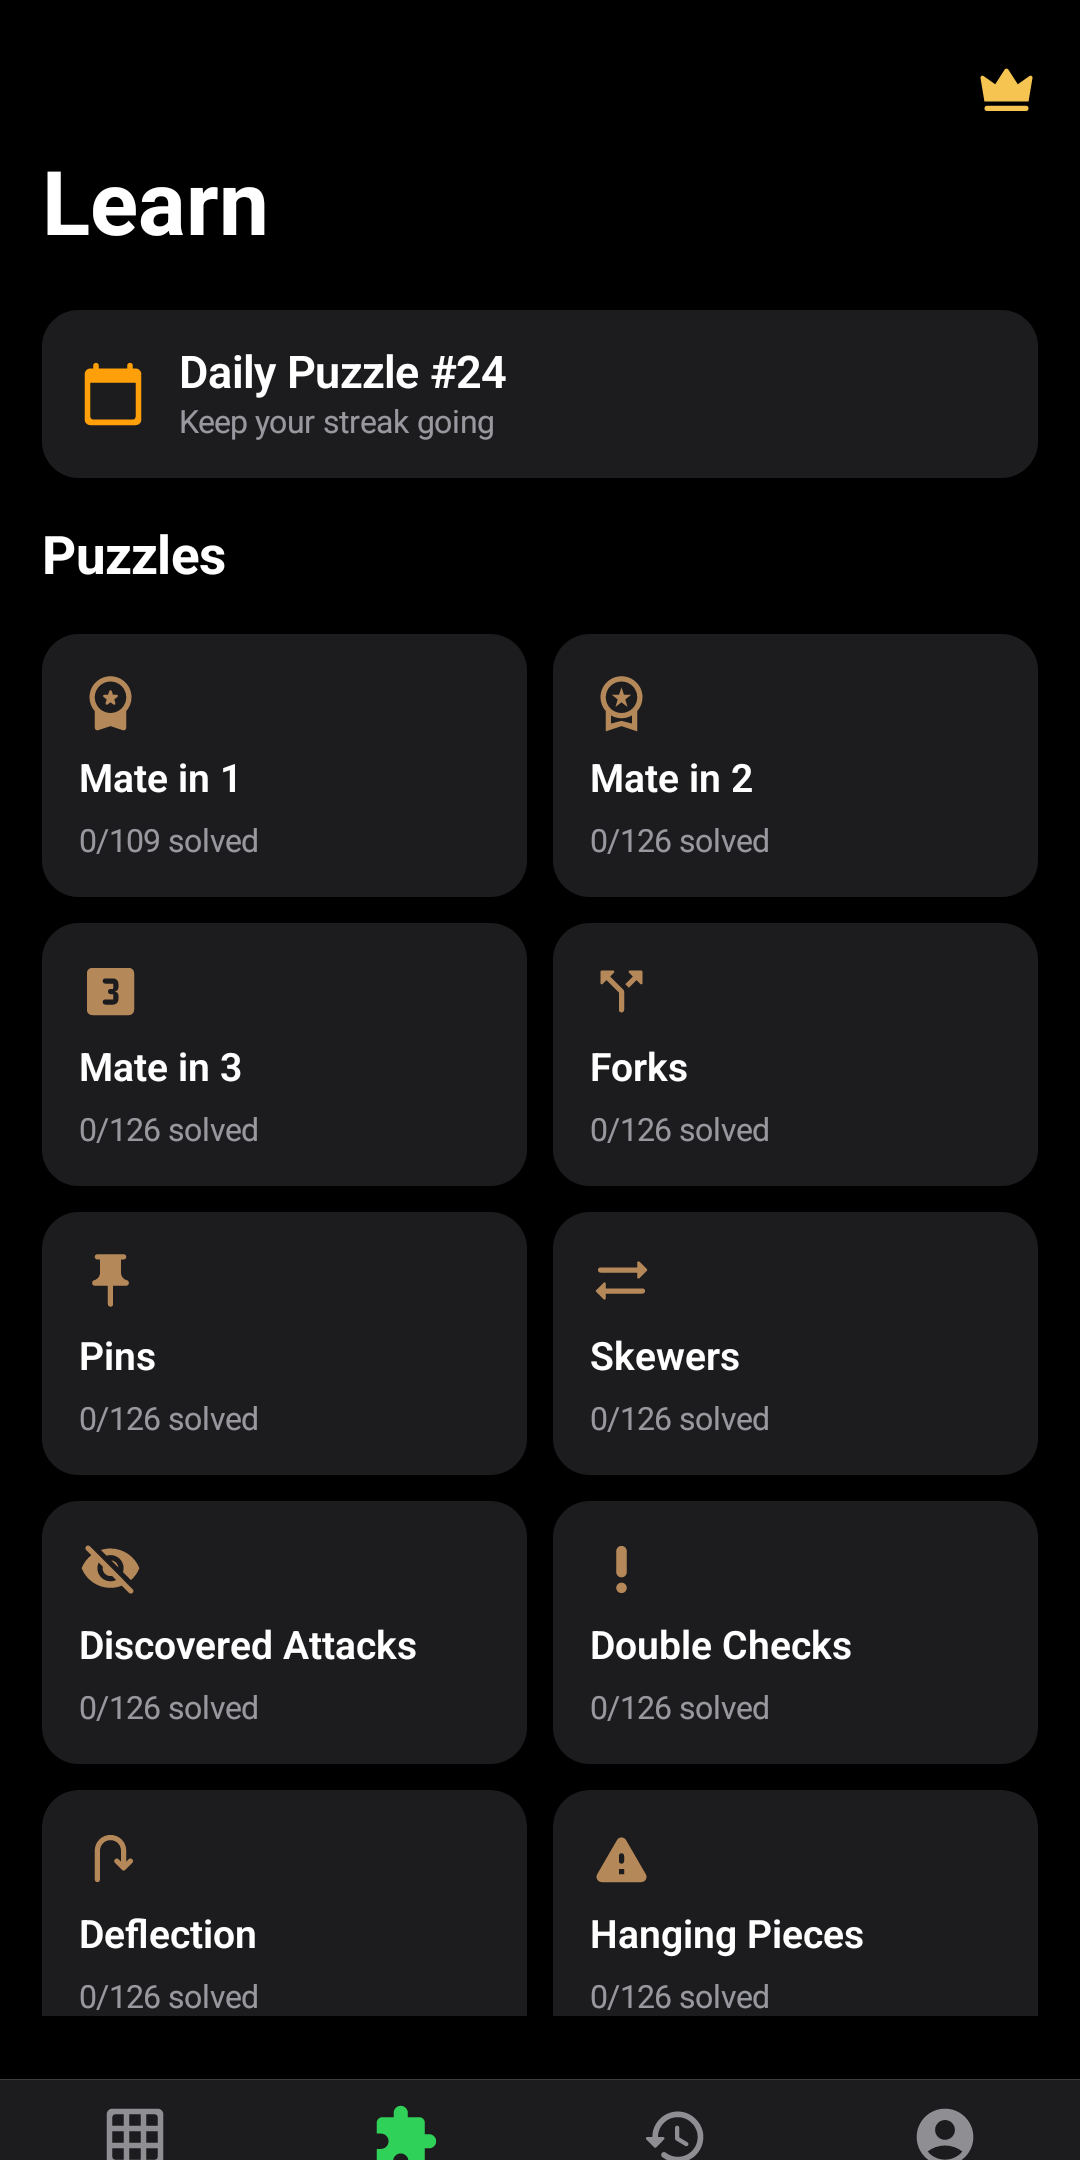 Learn
Daily Puzzle #24
Keep your streak going
Puzzles
Mate in 1
0/109 solved
Mate in 2
0/126 solved
3
Mate in 3
0/126 solved
Forks
0/126 solved
Pins
0/126 solved
Skewers
0/126 solved
Discovered Attacks
0/126 solved
Double Checks
0/126 solved
Deflection
0/126 solved
Hanging Pieces
0/126 solved